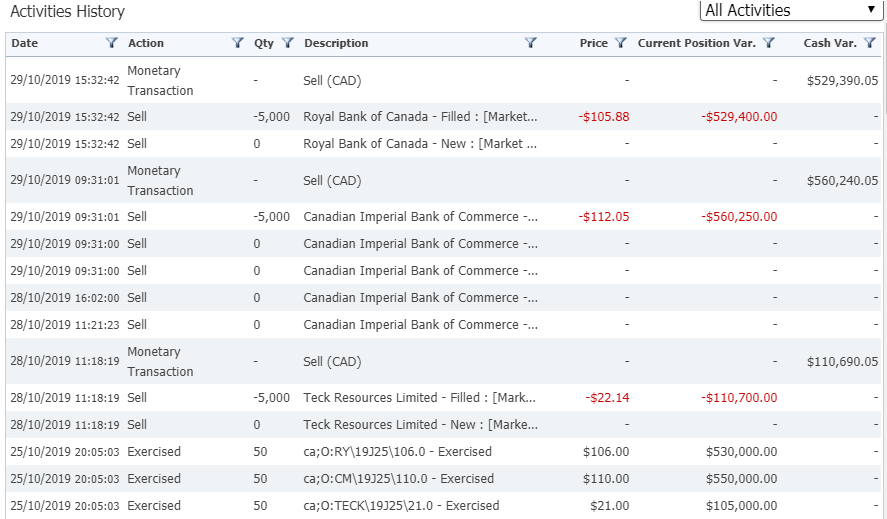 Activities History
All Activities
Date Action Qty Description Price Current Position Var. Cash Var.
29/10/2019 15:32:42 Monetary Transaction - Sell (CAD) - - $529,390.05
29/10/2019 15:32:42 Sell -5,000 Royal Bank of Canada - Filled : [Market... -$105.88 -$529,400.00 -
29/10/2019 15:32:42 Sell 0 Royal Bank of Canada - New : [Market ... - - -
29/10/2019 09:31:01 Monetary Transaction - Sell (CAD) - - $560,240.05
29/10/2019 09:31:01 Sell -5,000 Canadian Imperial Bank of Commerce -... -$112.05 -$560,250.00 -
29/10/2019 09:31:00 Sell 0 Canadian Imperial Bank of Commerce -... - - -
29/10/2019 09:31:00 Sell 0 Canadian Imperial Bank of Commerce -... - - -
28/10/2019 16:02:00 Sell 0 Canadian Imperial Bank of Commerce -... - - -
28/10/2019 11:21:23 Sell 0 Canadian Imperial Bank of Commerce -... - - -
28/10/2019 11:18:19 Monetary Transaction - Sell (CAD) - - $110,690.05
28/10/2019 11:18:19 Sell -5,000 Teck Resources Limited - Filled : [Mark... -$22.14 -$110,700.00 -
28/10/2019 11:18:19 Sell 0 Teck Resources Limited - New : [Marke... - - -
25/10/2019 20:05:03 Exercised 50 ca;O:RY\19J25\106.0 - Exercised $106.00 $530,000.00 -
25/10/2019 20:05:03 Exercised 50 ca;O:CM\19J25\110.0 - Exercised $110.00 $550,000.00 -
25/10/2019 20:05:03 Exercised 50 ca;O:TECK\19J25\21.0 - Exercised $21.00 $105,000.00 -